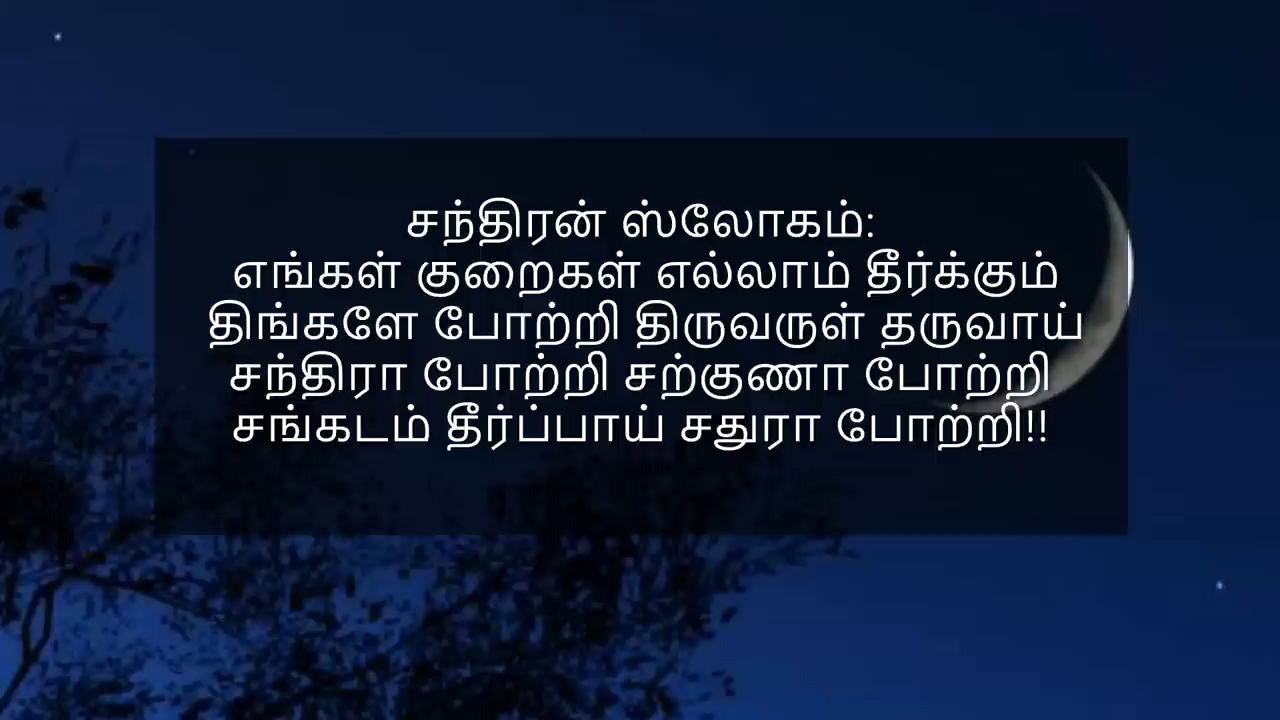 சந்திரன் ஸ்லோகம்:
எங்கள் குறைகள் எல்லாம் தீர்க்கும்
திங்களே போற்றி திருவருள் தருவாய்
சந்திரா போற்றி சற்குணா போற்றி
சங்கடம் தீர்ப்பாய் சதுரா போற்றி!!